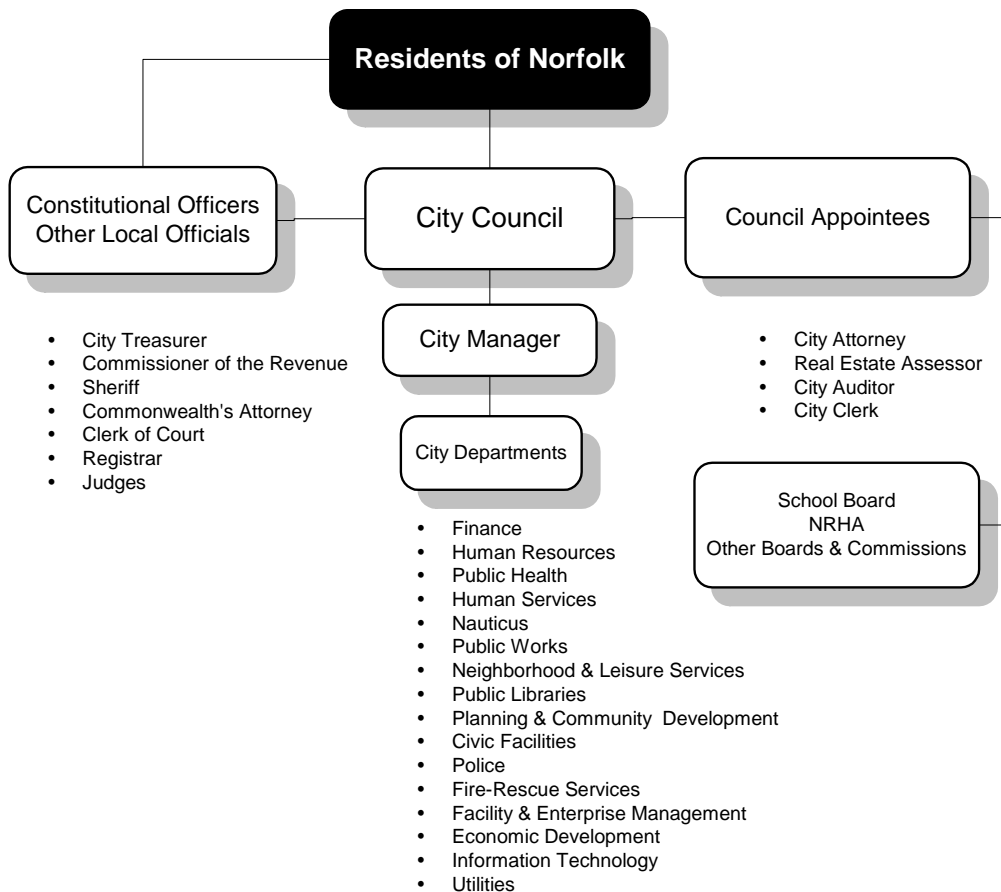 Residents of Norfolk
Constitutional Officers
Other Local Officials
City Council
Council Appointees
City Manager
• City Treasurer
• Commissioner of the Revenue
• Sheriff
• Commonwealth's Attorney
• Clerk of Court
• Registrar
• Judges
• City Attorney
• Real Estate Assessor
• City Auditor
• City Clerk
City Departments
School Board
NRHA
Other Boards & Commissions
• Finance
• Human Resources
• Public Health
• Human Services
• Nauticus
• Public Works
• Neighborhood & Leisure Services
• Public Libraries
• Planning & Community Development
• Civic Facilities
• Police
• Fire-Rescue Services
• Facility & Enterprise Management
• Economic Development
• Information Technology
• Utilities